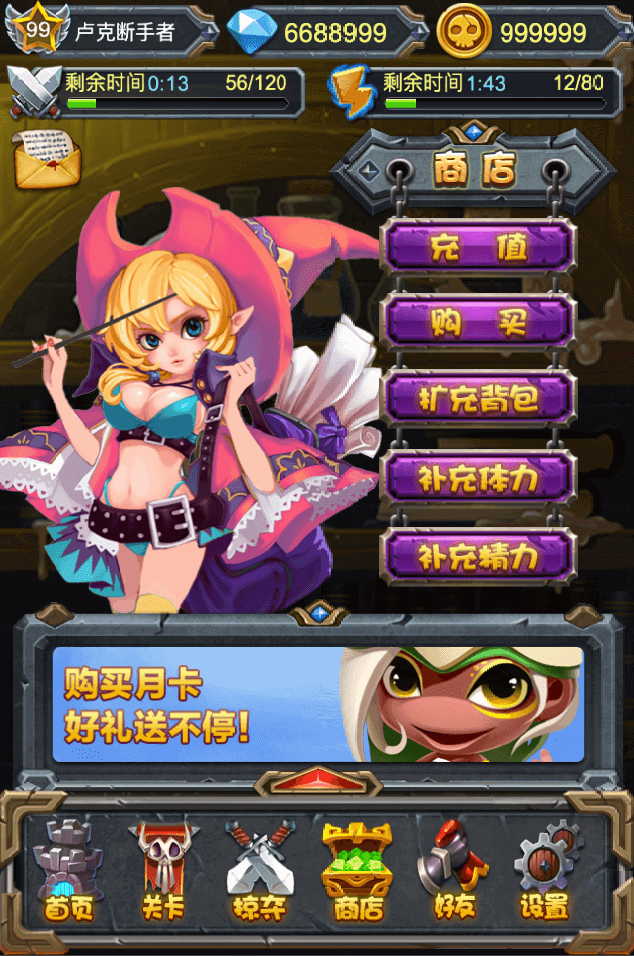 99 卢克断手者 6688999 999999
剩余时间0:13 56/120 剩余时间1:43 12/80
商店
充 值
购 买
扩充背包
补充体力
补充精力
购买月卡
好礼送不停!
首页 关卡 掠夺 商店 好友 设置